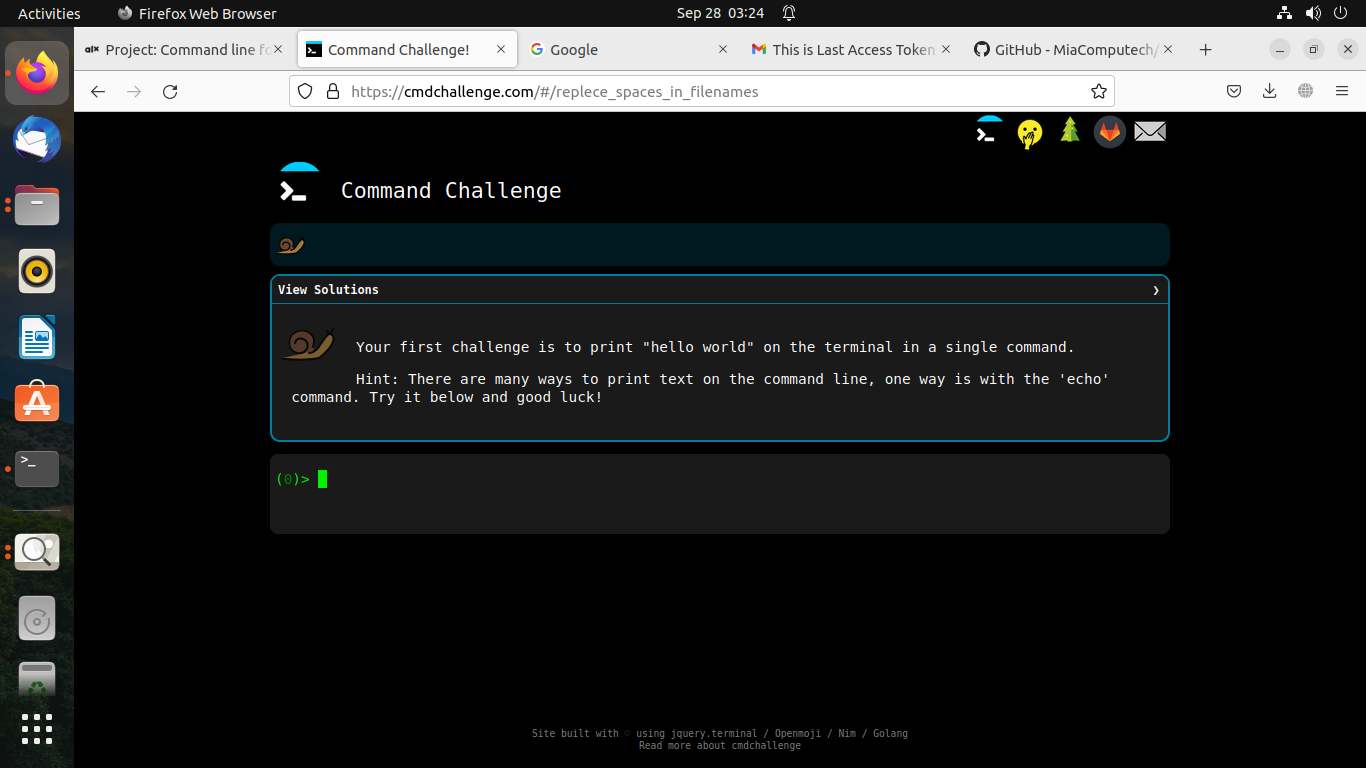 Activities Firefox Web Browser Sep 28 03:24
alx Project: Command line fo Command Challenge! Google This is Last Access Token GitHub - MiaComputech/
https://cmdchallenge.com/#/replece_spaces_in_filenames
Command Challenge
View Solutions
Your first challenge is to print "hello world" on the terminal in a single command.
Hint: There are many ways to print text on the command line, one way is with the 'echo'
command. Try it below and good luck!
(0)>
Site built with ♡ using jquery.terminal / Openmoji / Nim / Golang
Read more about cmdchallenge